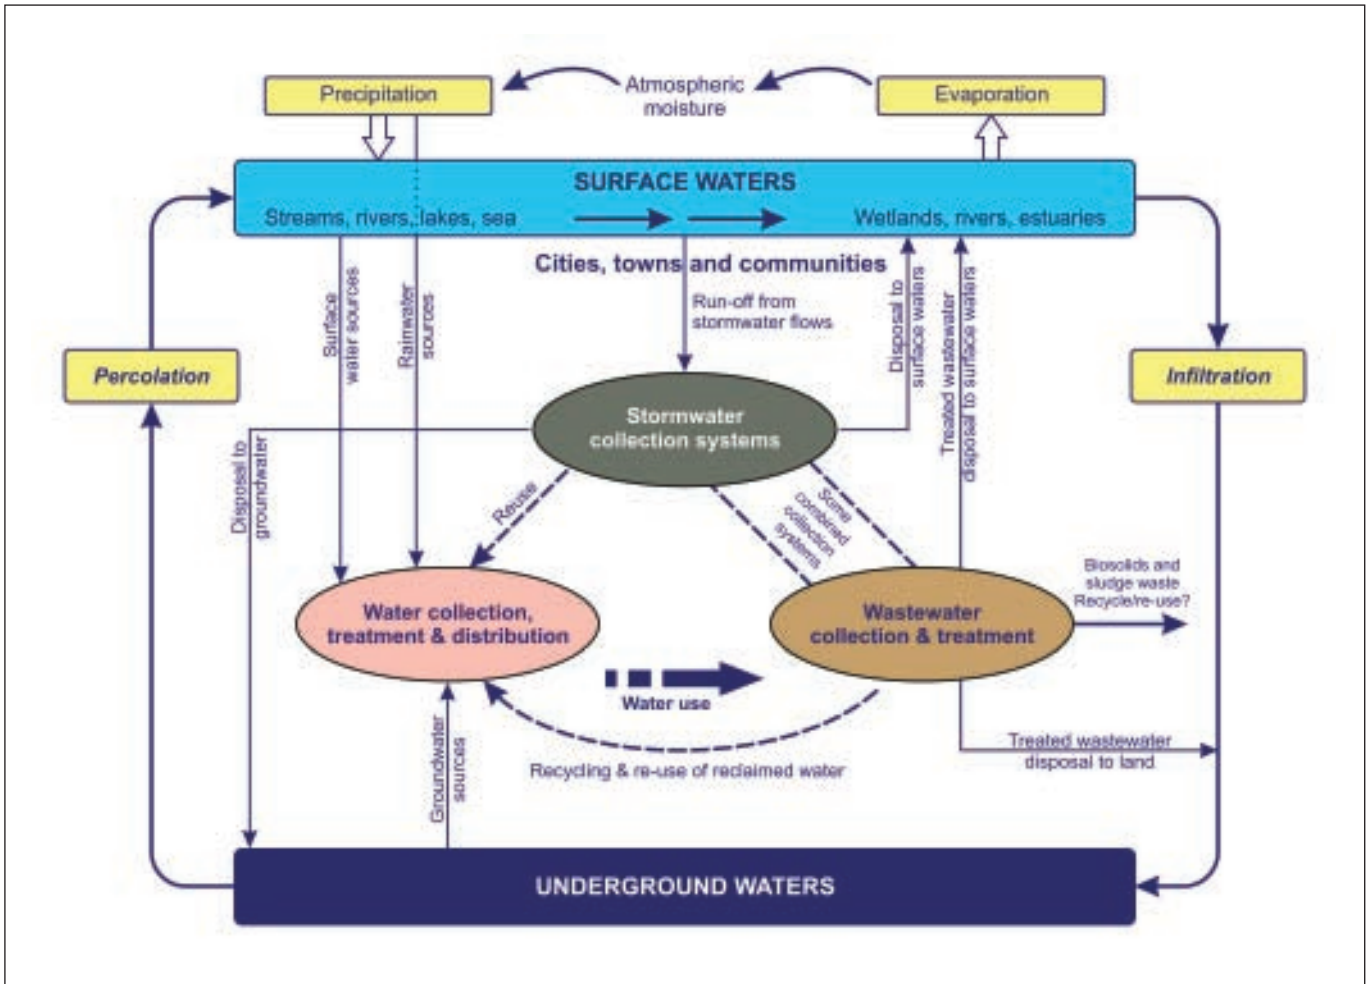 Precipitation
Atmospheric
moisture
Evaporation
SURFACE WATERS
Streams, rivers, lakes, sea
Wetlands, rivers, estuaries
Cities, towns and communities
Surface
water sources
Rainwater
sources
Run-off from
stormwater flows
Disposal to
surface waters
Treated wastewater
disposal to surface waters
Percolation
Infiltration
Stormwater
collection systems
Disposal to
groundwater
Reuse
Some
combined
collection
systems
Biosolids and
sludge waste
Recycle/re-use?
Water collection,
treatment & distribution
Wastewater
collection & treatment
Water use
Groundwater
sources
Recycling & re-use of reclaimed water
Treated wastewater
disposal to land
UNDERGROUND WATERS